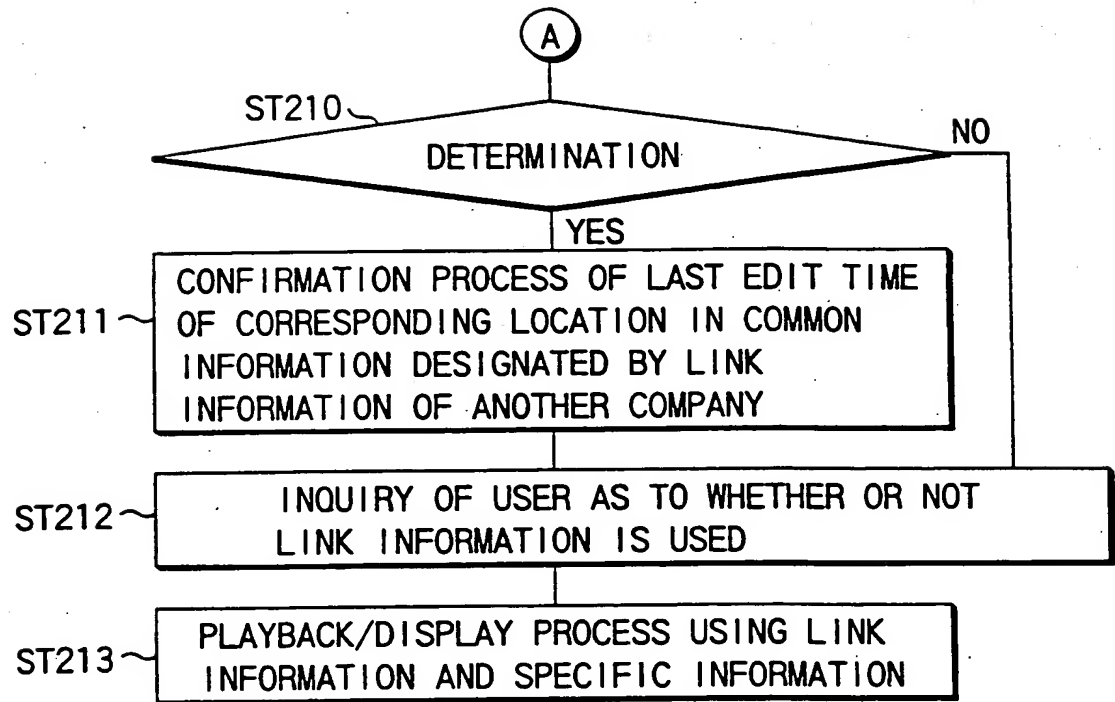 A
ST210
DETERMINATION
NO
YES
ST211
CONFIRMATION PROCESS OF LAST EDIT TIME
OF CORRESPONDING LOCATION IN COMMON
INFORMATION DESIGNATED BY LINK
INFORMATION OF ANOTHER COMPANY
ST212
INQUIRY OF USER AS TO WHETHER OR NOT
LINK INFORMATION IS USED
ST213
PLAYBACK/DISPLAY PROCESS USING LINK
INFORMATION AND SPECIFIC INFORMATION